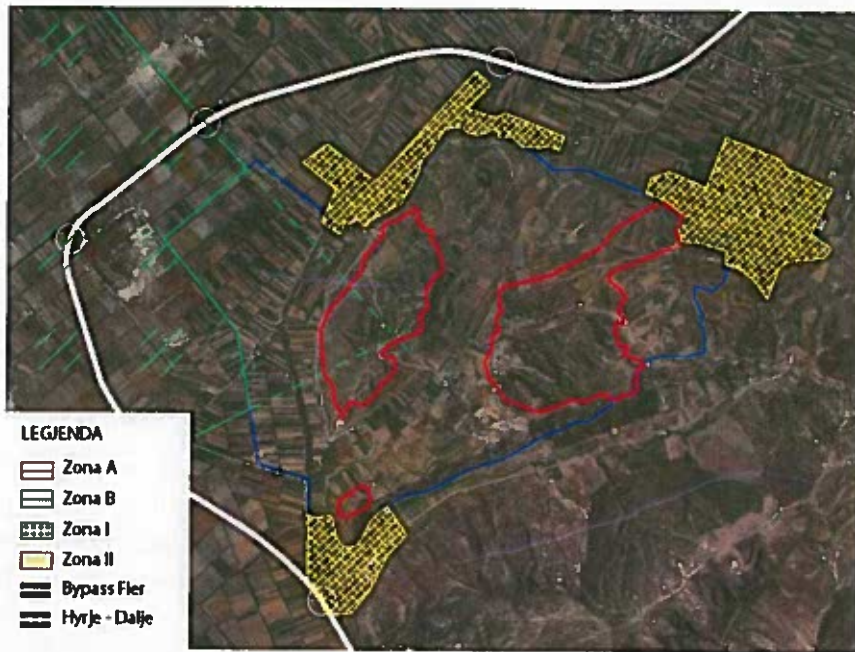 LEGJENDA
Zona A
Zona B
Zona I
Zona II
Bypass Fier
Hyrje - Dalje